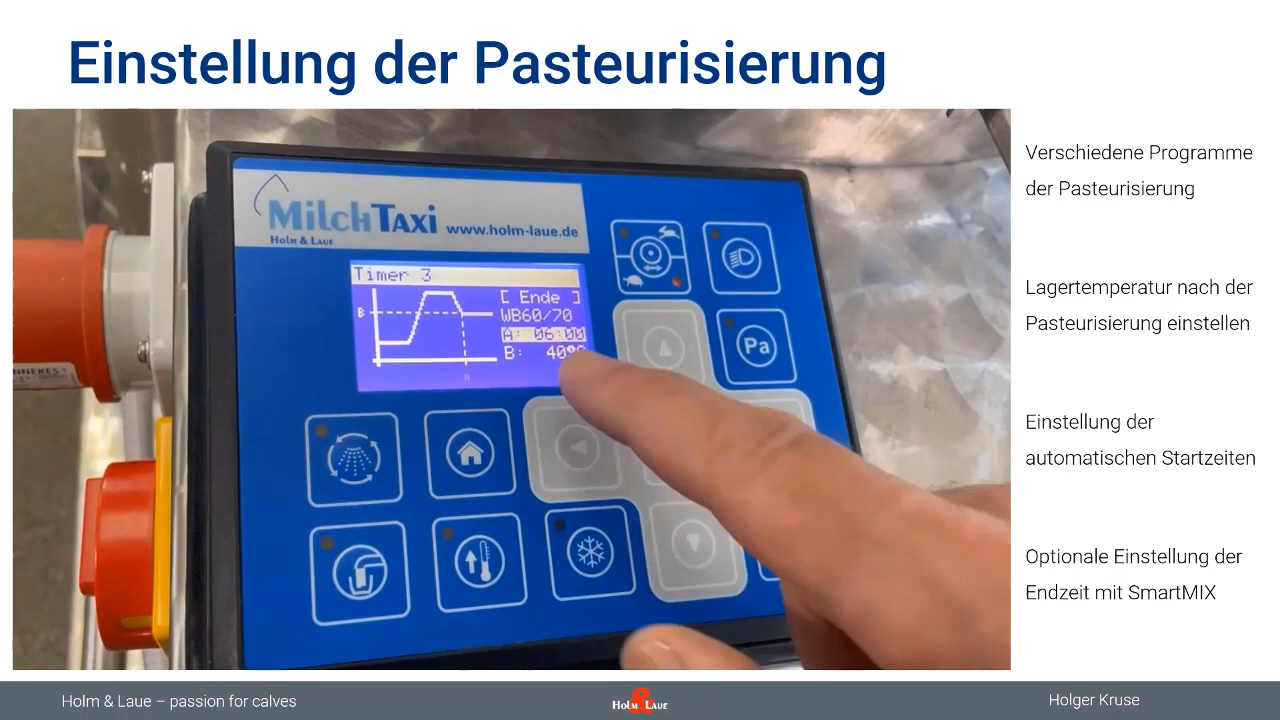 Einstellung der Pasteurisierung
MilchTaxi www.holm-laue.de
Holm & Laue
Timer 3
[ Ende ]
B WB60/70
A: 06:00
B: 40°C
Pa
Verschiedene Programme
der Pasteurisierung
Lagertemperatur nach der
Pasteurisierung einstellen
Einstellung der
automatischen Startzeiten
Optionale Einstellung der
Endzeit mit SmartMIX
Holm & Laue – passion for calves
Holm & Laue
Holger Kruse